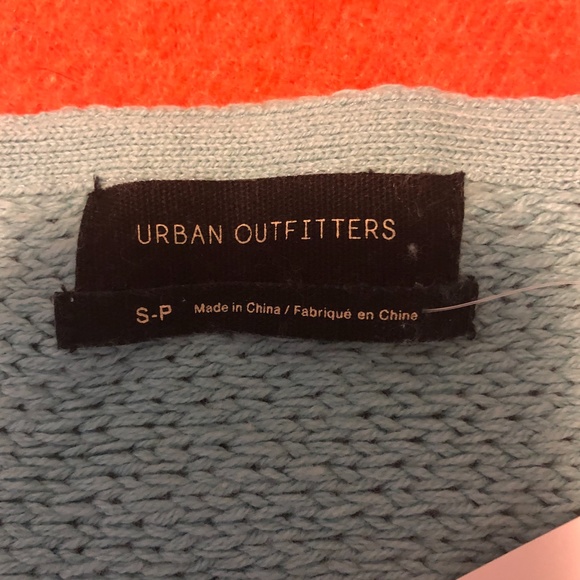 URBAN OUTFITTERS
S-P Made in China / Fabriqué en Chine